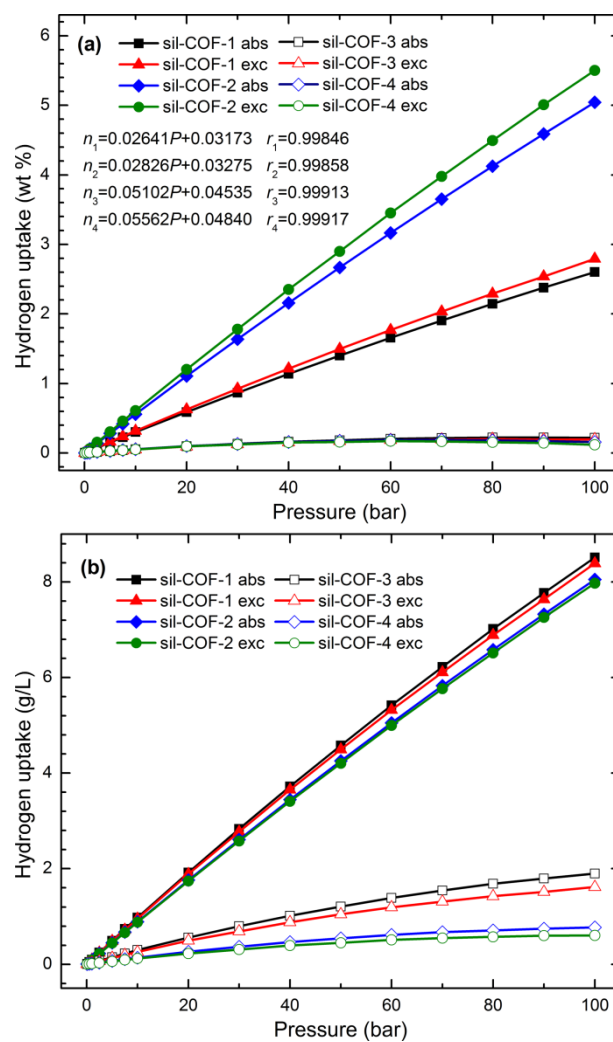 (a)
sil-COF-1 abs sil-COF-3 abs
sil-COF-1 exc sil-COF-3 exc
sil-COF-2 abs sil-COF-4 abs
sil-COF-2 exc sil-COF-4 exc
n₁=0.02641P+0.03173 r₁=0.99846
n₂=0.02826P+0.03275 r₂=0.99858
n₃=0.05102P+0.04535 r₃=0.99913
n₄=0.05562P+0.04840 r₄=0.99917
Hydrogen uptake (wt %)
6
5
4
3
2
1
0
0 20 40 60 80 100
Pressure (bar)
(b)
sil-COF-1 abs sil-COF-3 abs
sil-COF-1 exc sil-COF-3 exc
sil-COF-2 abs sil-COF-4 abs
sil-COF-2 exc sil-COF-4 exc
Hydrogen uptake (g/L)
8
6
4
2
0
0 20 40 60 80 100
Pressure (bar)